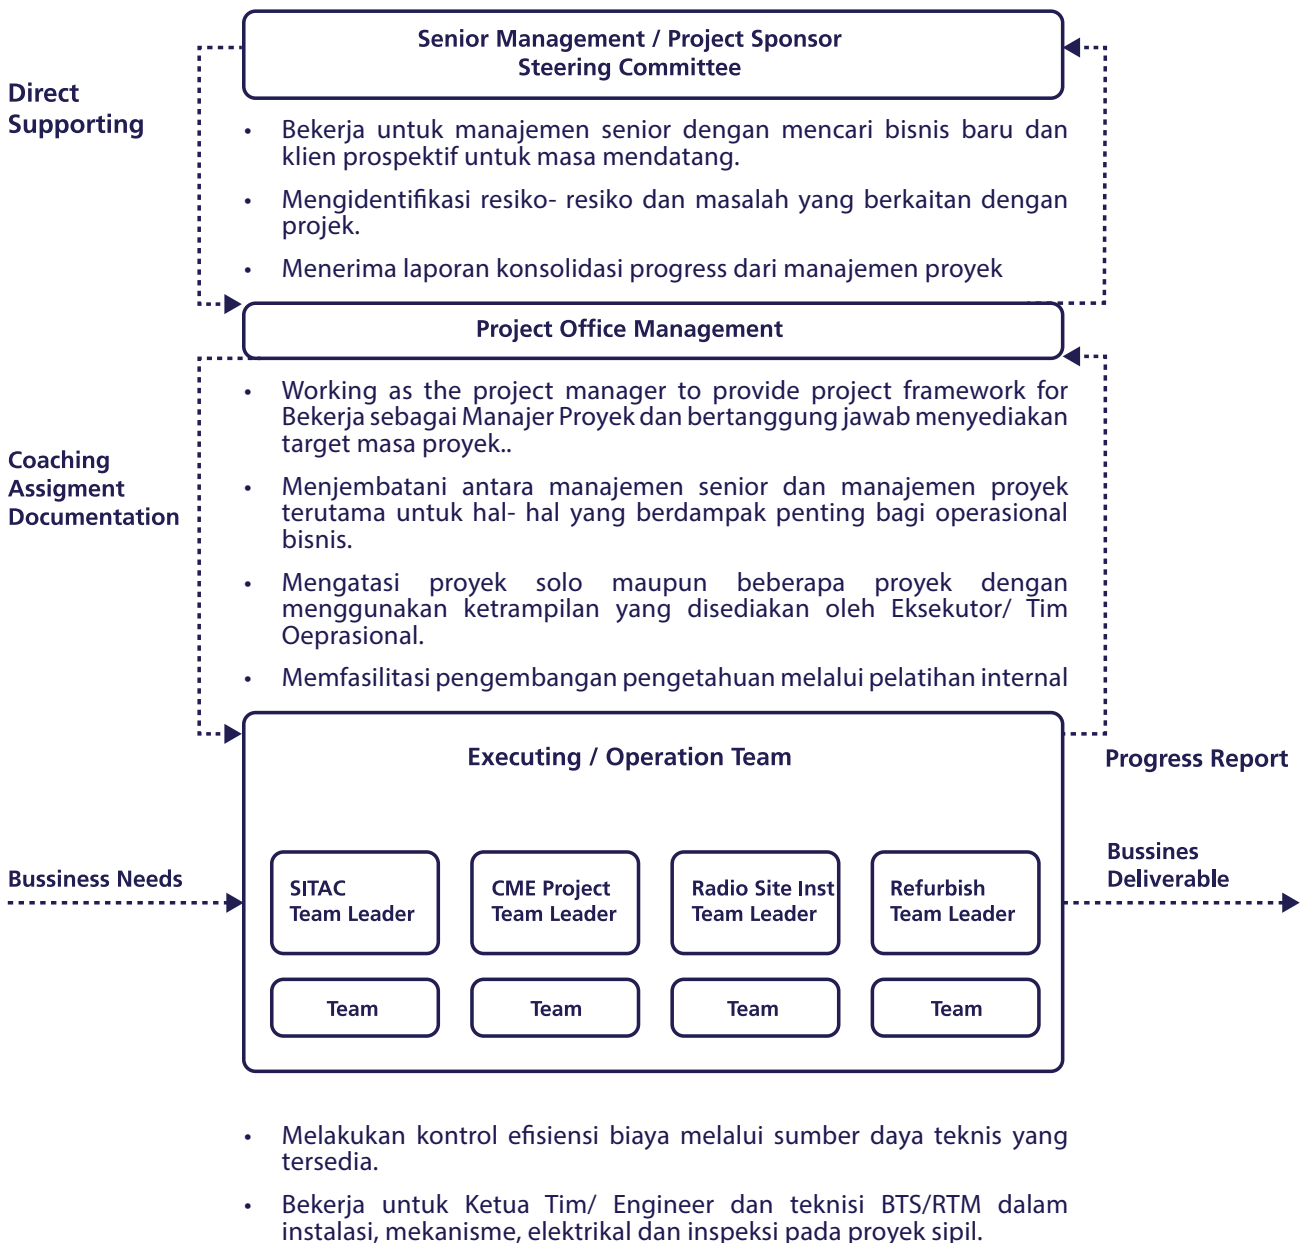 Senior Management / Project Sponsor
Steering Committee
Direct
Supporting
• Bekerja untuk manajemen senior dengan mencari bisnis baru dan
klien prospektif untuk masa mendatang.
• Mengidentifikasi resiko- resiko dan masalah yang berkaitan dengan
projek.
• Menerima laporan konsolidasi progress dari manajemen proyek
Project Office Management
• Working as the project manager to provide project framework for
Bekerja sebagai Manajer Proyek dan bertanggung jawab menyediakan
target masa proyek..
Coaching
Assigment
Documentation
• Menjembatani antara manajemen senior dan manajemen proyek
terutama untuk hal- hal yang berdampak penting bagi operasional
bisnis.
• Mengatasi proyek solo maupun beberapa proyek dengan
menggunakan ketrampilan yang disediakan oleh Eksekutor/ Tim
Oeprasional.
• Memfasilitasi pengembangan pengetahuan melalui pelatihan internal
Executing / Operation Team
Progress Report
Bussiness Needs
SITAC
Team Leader
CME Project
Team Leader
Radio Site Inst
Team Leader
Refurbish
Team Leader
Bussines
Deliverable
Team
Team
Team
Team
• Melakukan kontrol efisiensi biaya melalui sumber daya teknis yang
tersedia.
• Bekerja untuk Ketua Tim/ Engineer dan teknisi BTS/RTM dalam
instalasi, mekanisme, elektrikal dan inspeksi pada proyek sipil.